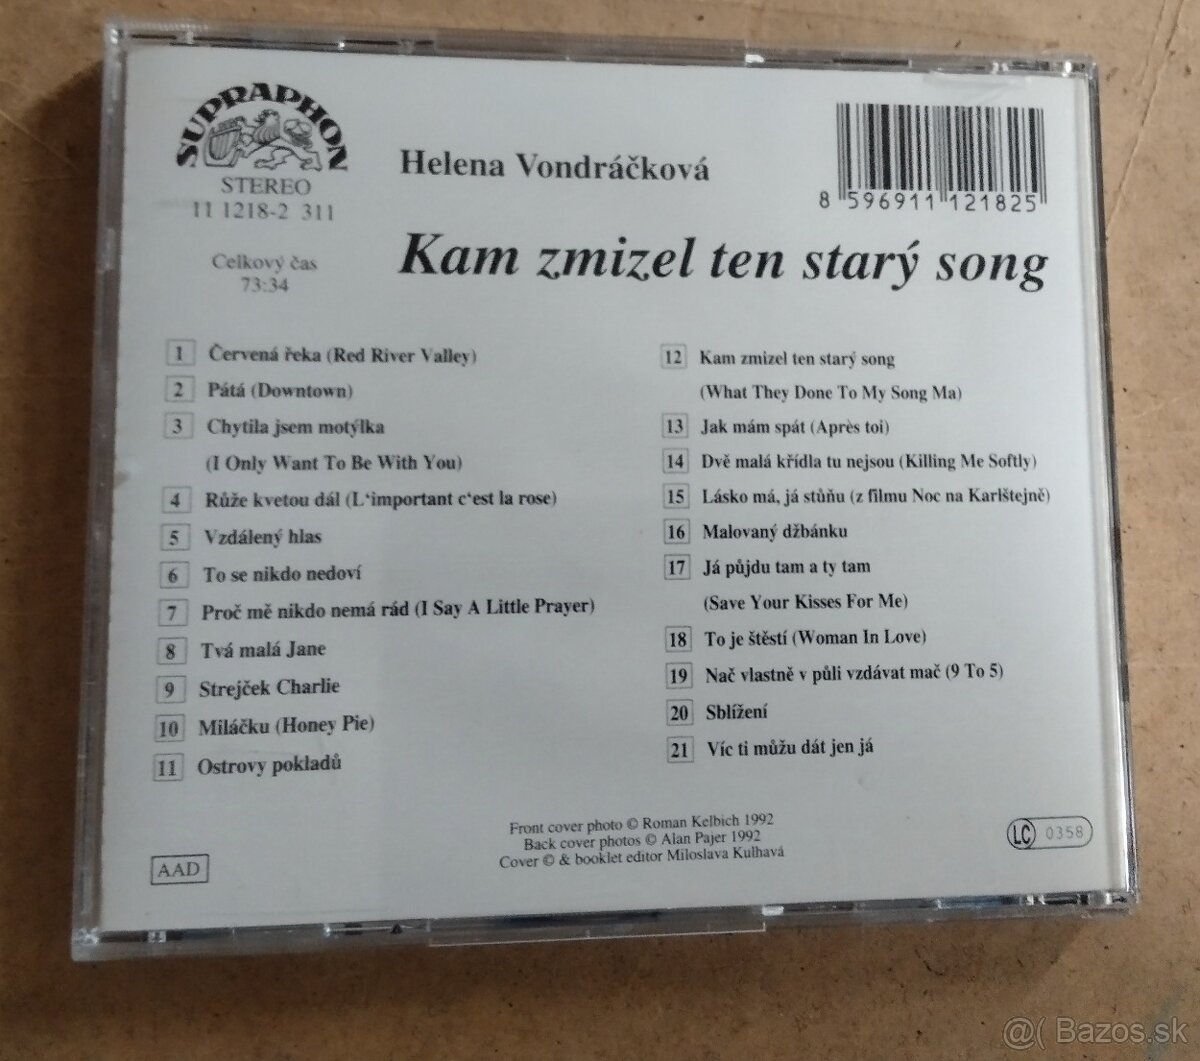 SUPRAPHON
STEREO
11 1218-2 311
Celkový čas
73:34
Helena Vondráčková
8 596911 121825
Kam zmizel ten starý song
1 Červená řeka (Red River Valley)
2 Pátá (Downtown)
3 Chytila jsem motýlka
(I Only Want To Be With You)
4 Růže kvetou dál (L‘important c‘est la rose)
5 Vzdálený hlas
6 To se nikdo nedoví
7 Proč mě nikdo nemá rád (I Say A Little Prayer)
8 Tvá malá Jane
9 Strejček Charlie
10 Miláčku (Honey Pie)
11 Ostrovy pokladů
12 Kam zmizel ten starý song
(What They Done To My Song Ma)
13 Jak mám spát (Après toi)
14 Dvě malá křídla tu nejsou (Killing Me Softly)
15 Lásko má, já stůňu (z filmu Noc na Karlštejně)
16 Malovaný džbánku
17 Já půjdu tam a ty tam
(Save Your Kisses For Me)
18 To je štěstí (Woman In Love)
19 Nač vlastně v půli vzdávat mač (9 To 5)
20 Sblížení
21 Víc ti můžu dát jen já
Front cover photo © Roman Kelbich 1992
Back cover photos © Alan Pajer 1992
Cover © & booklet editor Miloslava Kulhavá
AAD
LC 0358
@( Bazos.sk